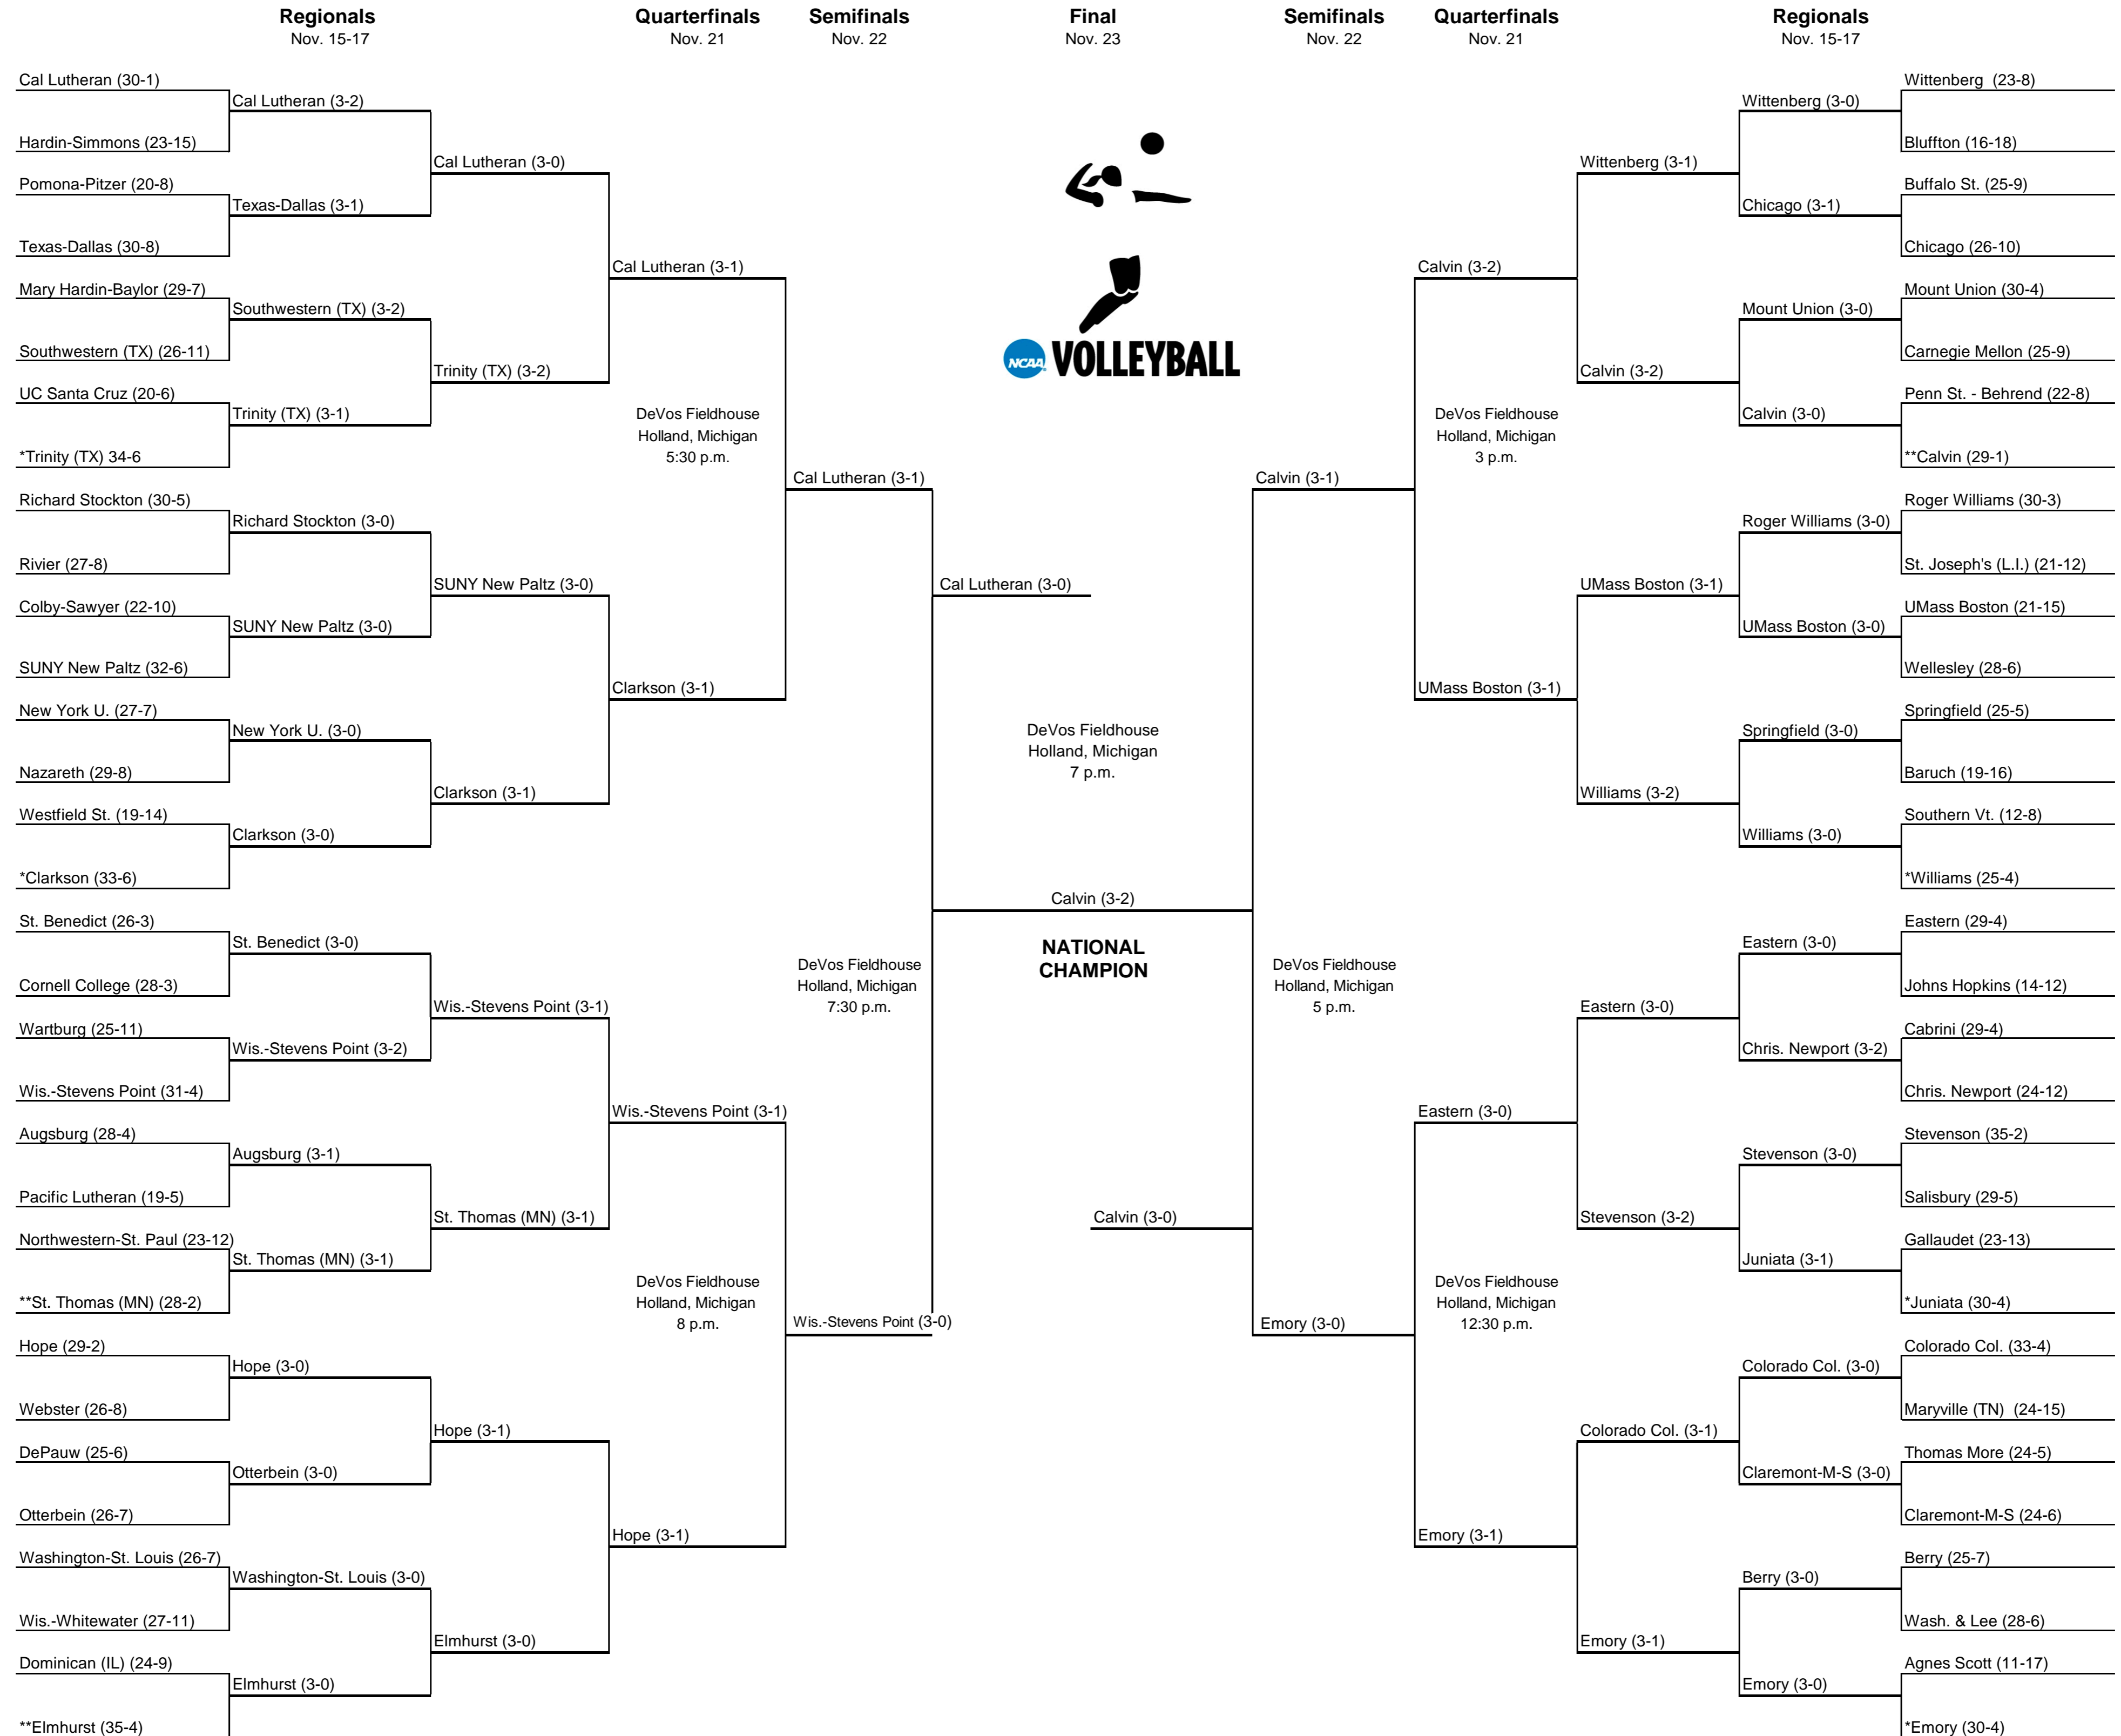 Regionals
Nov. 15-17
Quarterfinals
Nov. 21
Semifinals
Nov. 22
Final
Nov. 23
Semifinals
Nov. 22
Quarterfinals
Nov. 21
Regionals
Nov. 15-17
Cal Lutheran (30-1)
Hardin-Simmons (23-15)
Pomona-Pitzer (20-8)
Texas-Dallas (30-8)
Mary Hardin-Baylor (29-7)
Southwestern (TX) (26-11)
UC Santa Cruz (20-6)
*Trinity (TX) 34-6
Richard Stockton (30-5)
Rivier (27-8)
Colby-Sawyer (22-10)
SUNY New Paltz (32-6)
New York U. (27-7)
Nazareth (29-8)
Westfield St. (19-14)
*Clarkson (33-6)
St. Benedict (26-3)
Cornell College (28-3)
Wartburg (25-11)
Wis.-Stevens Point (31-4)
Augsburg (28-4)
Pacific Lutheran (19-5)
Northwestern-St. Paul (23-12)
**St. Thomas (MN) (28-2)
Hope (29-2)
Webster (26-8)
DePauw (25-6)
Otterbein (26-7)
Washington-St. Louis (26-7)
Wis.-Whitewater (27-11)
Dominican (IL) (24-9)
**Elmhurst (35-4)
Cal Lutheran (3-2)
Texas-Dallas (3-1)
Southwestern (TX) (3-2)
Trinity (TX) (3-1)
Richard Stockton (3-0)
SUNY New Paltz (3-0)
New York U. (3-0)
Clarkson (3-0)
St. Benedict (3-0)
Wis.-Stevens Point (3-2)
Augsburg (3-1)
St. Thomas (MN) (3-1)
Hope (3-0)
Otterbein (3-0)
Washington-St. Louis (3-0)
Elmhurst (3-0)
Cal Lutheran (3-0)
Trinity (TX) (3-2)
SUNY New Paltz (3-0)
Clarkson (3-1)
Wis.-Stevens Point (3-1)
St. Thomas (MN) (3-1)
Hope (3-1)
Elmhurst (3-0)
Cal Lutheran (3-1)
DeVos Fieldhouse
Holland, Michigan
5:30 p.m.
Clarkson (3-1)
Wis.-Stevens Point (3-1)
DeVos Fieldhouse
Holland, Michigan
8 p.m.
Hope (3-1)
Cal Lutheran (3-1)
DeVos Fieldhouse
Holland, Michigan
7:30 p.m.
Wis.-Stevens Point (3-0)
NCAA VOLLEYBALL
Cal Lutheran (3-0)
DeVos Fieldhouse
Holland, Michigan
7 p.m.
Calvin (3-2)
NATIONAL
CHAMPION
Calvin (3-0)
Calvin (3-1)
DeVos Fieldhouse
Holland, Michigan
5 p.m.
Emory (3-0)
Calvin (3-2)
DeVos Fieldhouse
Holland, Michigan
3 p.m.
UMass Boston (3-1)
Eastern (3-0)
DeVos Fieldhouse
Holland, Michigan
12:30 p.m.
Emory (3-1)
Wittenberg (3-1)
Calvin (3-2)
UMass Boston (3-1)
Williams (3-2)
Eastern (3-0)
Stevenson (3-2)
Colorado Col. (3-1)
Emory (3-1)
Wittenberg (3-0)
Chicago (3-1)
Mount Union (3-0)
Calvin (3-0)
Roger Williams (3-0)
UMass Boston (3-0)
Springfield (3-0)
Williams (3-0)
Eastern (3-0)
Chris. Newport (3-2)
Stevenson (3-0)
Juniata (3-1)
Colorado Col. (3-0)
Claremont-M-S (3-0)
Berry (3-0)
Emory (3-0)
Wittenberg (23-8)
Bluffton (16-18)
Buffalo St. (25-9)
Chicago (26-10)
Mount Union (30-4)
Carnegie Mellon (25-9)
Penn St. - Behrend (22-8)
**Calvin (29-1)
Roger Williams (30-3)
St. Joseph's (L.I.) (21-12)
UMass Boston (21-15)
Wellesley (28-6)
Springfield (25-5)
Baruch (19-16)
Southern Vt. (12-8)
*Williams (25-4)
Eastern (29-4)
Johns Hopkins (14-12)
Cabrini (29-4)
Chris. Newport (24-12)
Stevenson (35-2)
Salisbury (29-5)
Gallaudet (23-13)
*Juniata (30-4)
Colorado Col. (33-4)
Maryville (TN) (24-15)
Thomas More (24-5)
Claremont-M-S (24-6)
Berry (25-7)
Wash. & Lee (28-6)
Agnes Scott (11-17)
*Emory (30-4)